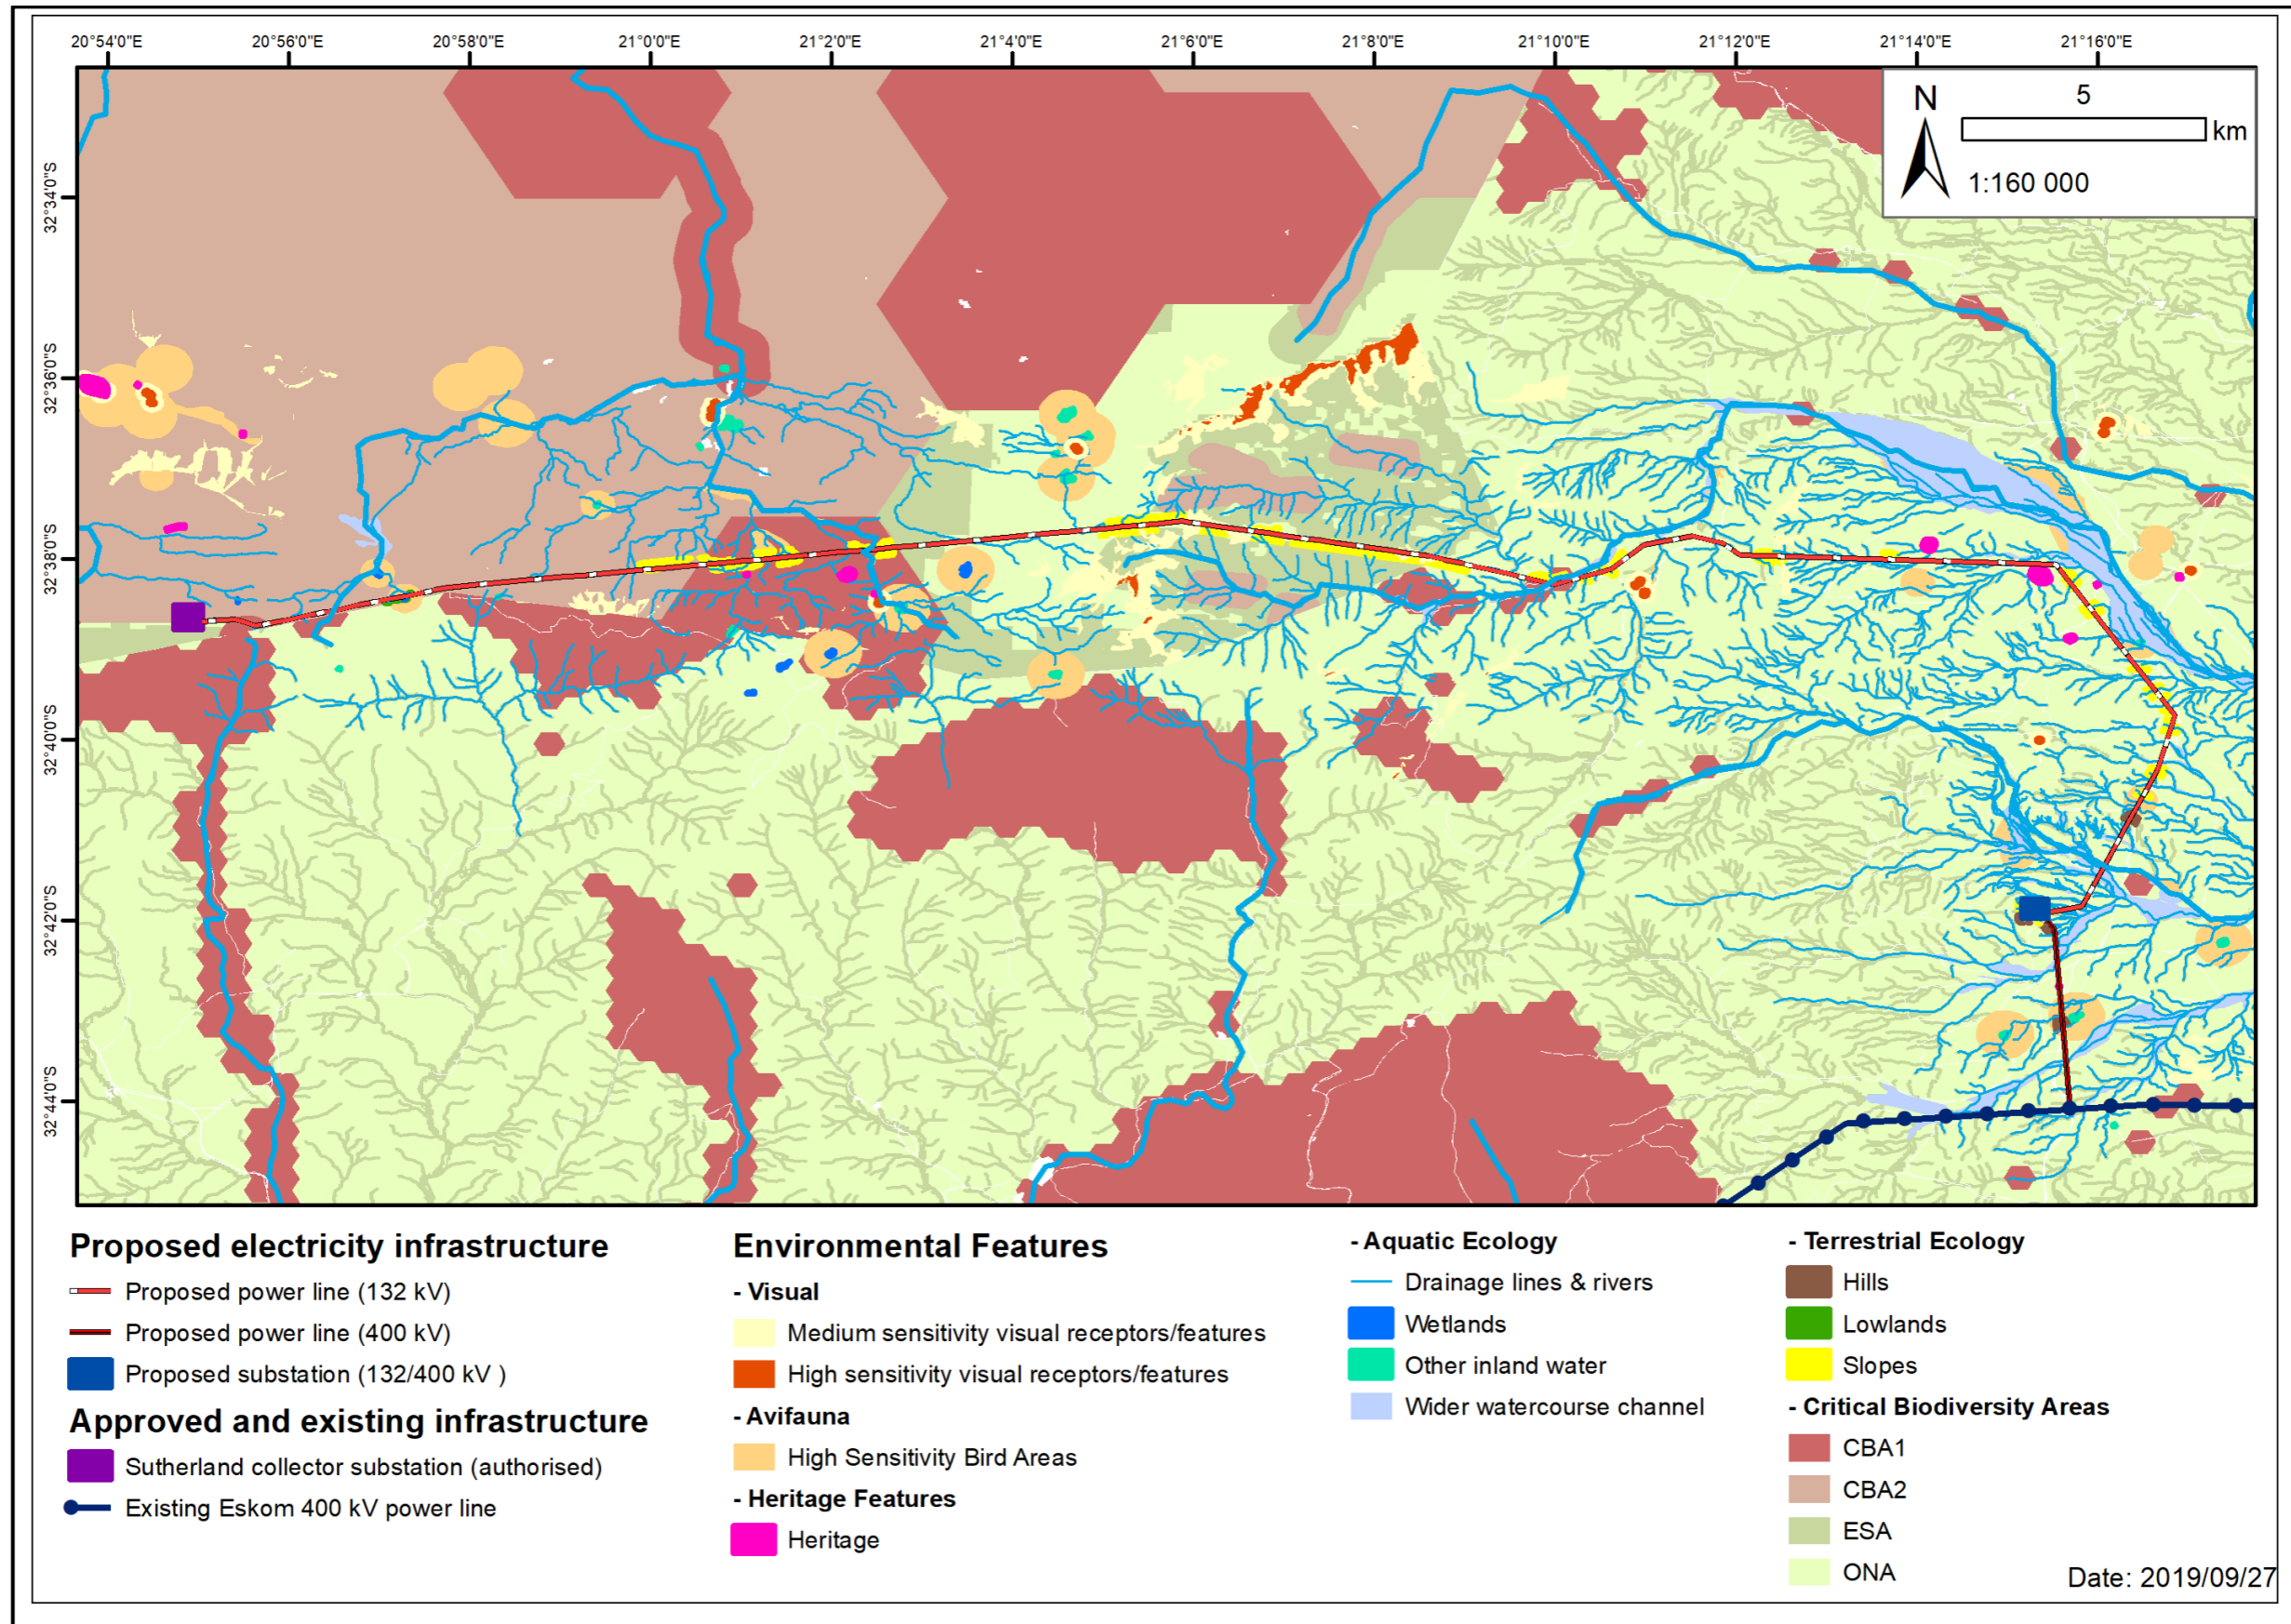 20°54'0"E 20°56'0"E 20°58'0"E 21°0'0"E 21°2'0"E 21°4'0"E 21°6'0"E 21°8'0"E 21°10'0"E 21°12'0"E 21°14'0"E 21°16'0"E
N
5
km
1:160 000
32°34'0"S
32°36'0"S
32°38'0"S
32°40'0"S
32°42'0"S
32°44'0"S
Proposed electricity infrastructure
Proposed power line (132 kV)
Proposed power line (400 kV)
Proposed substation (132/400 kV )
Approved and existing infrastructure
Sutherland collector substation (authorised)
Existing Eskom 400 kV power line
Environmental Features
- Visual
Medium sensitivity visual receptors/features
High sensitivity visual receptors/features
- Avifauna
High Sensitivity Bird Areas
- Heritage Features
Heritage
- Aquatic Ecology
Drainage lines & rivers
Wetlands
Other inland water
Wider watercourse channel
- Terrestrial Ecology
Hills
Lowlands
Slopes
- Critical Biodiversity Areas
CBA1
CBA2
ESA
ONA
Date: 2019/09/27